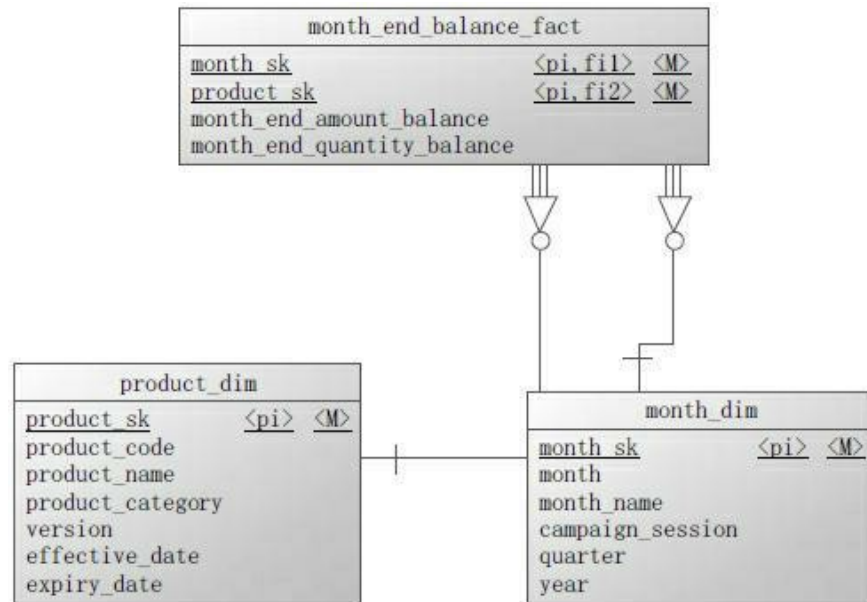 month_end_balance_fact
month_sk <pi,fi1> <M>
product_sk <pi,fi2> <M>
month_end_amount_balance
month_end_quantity_balance
product_dim
product_sk <pi> <M>
product_code
product_name
product_category
version
effective_date
expiry_date
month_dim
month_sk <pi> <M>
month
month_name
campaign_session
quarter
year